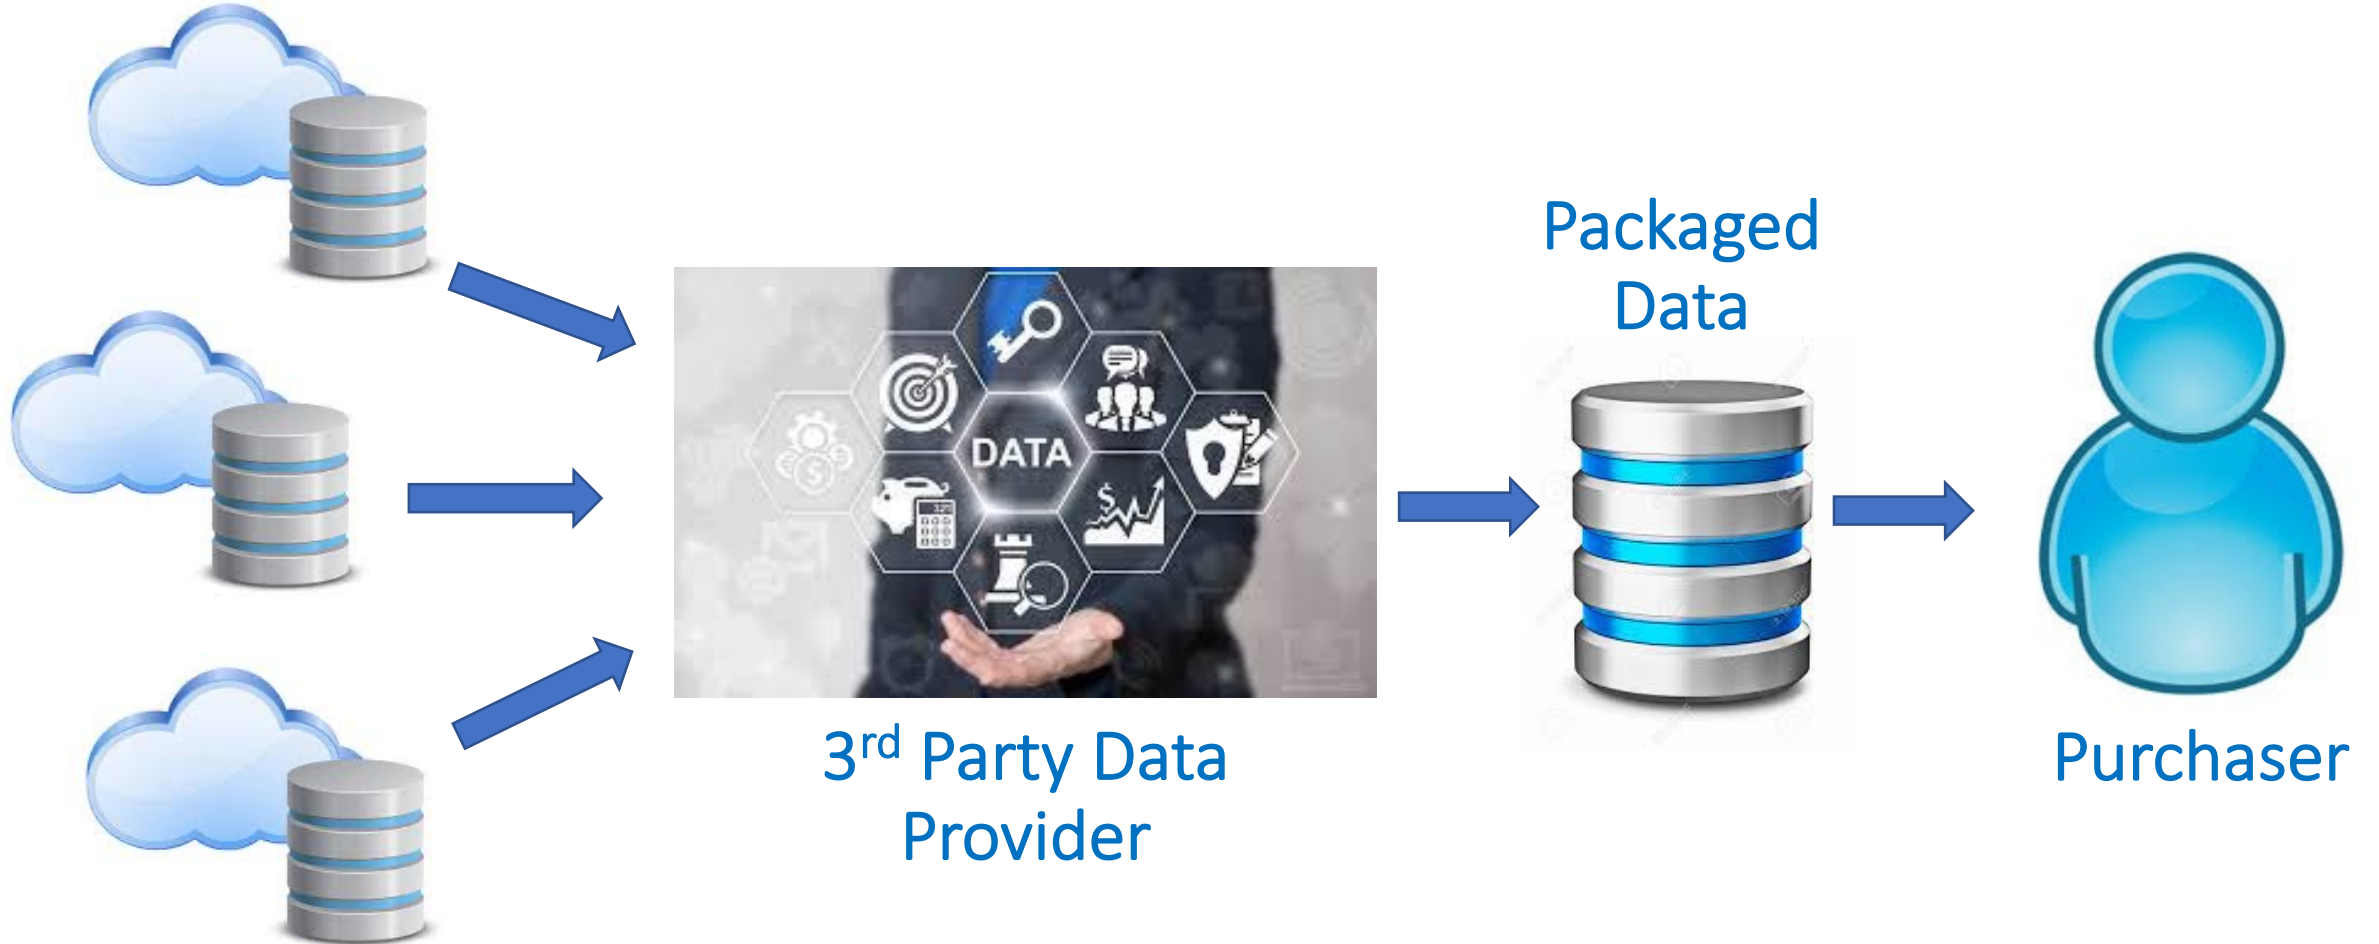 Packaged
Data
DATA
3rd Party Data
Provider
Purchaser